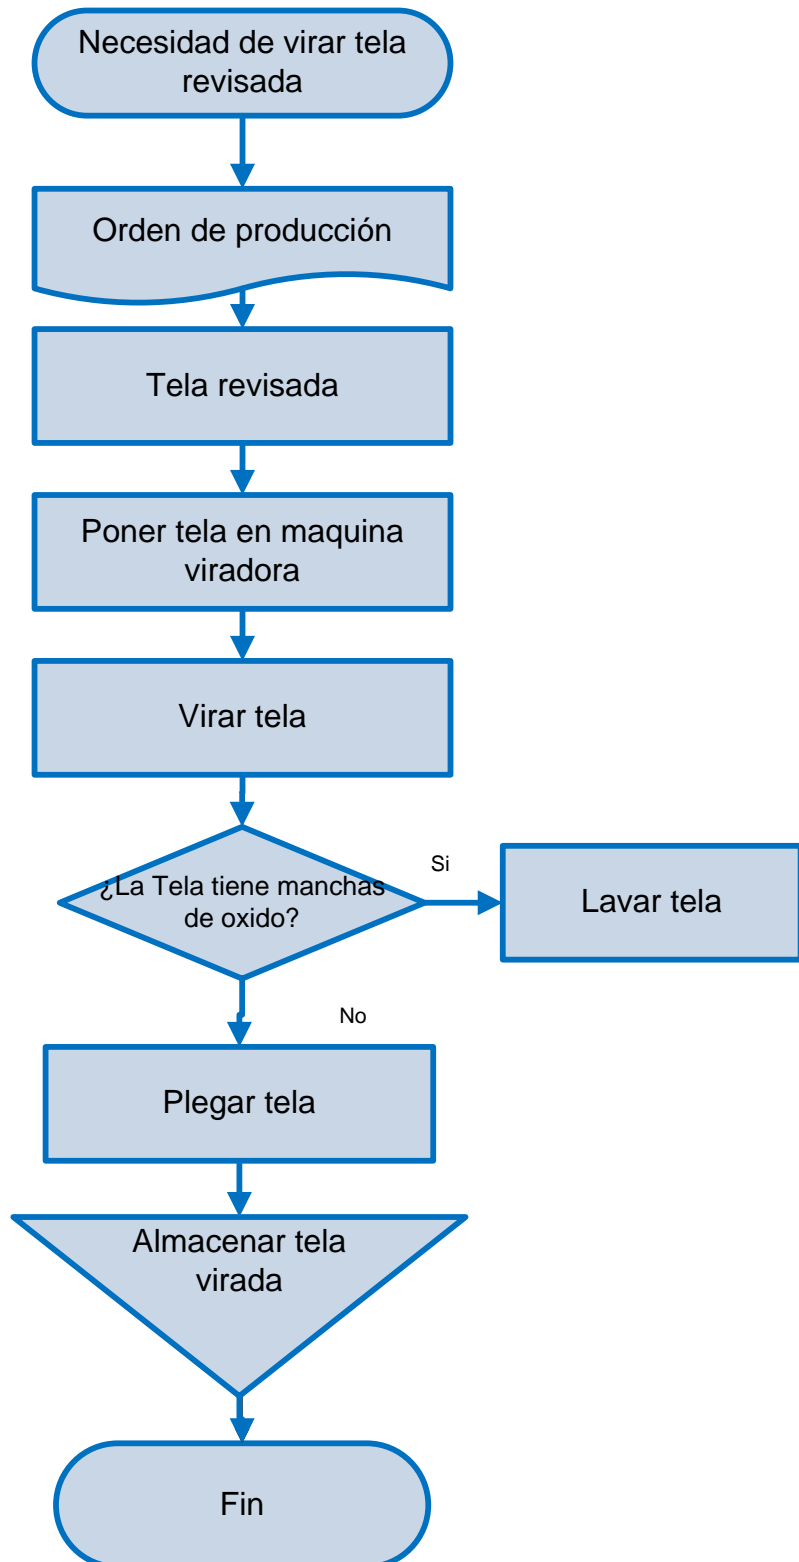 Necesidad de virar tela
revisada
Orden de producción
Tela revisada
Poner tela en maquina
viradora
Virar tela
¿La Tela tiene manchas
de oxido?
Si
Lavar tela
No
Plegar tela
Almacenar tela
virada
Fin